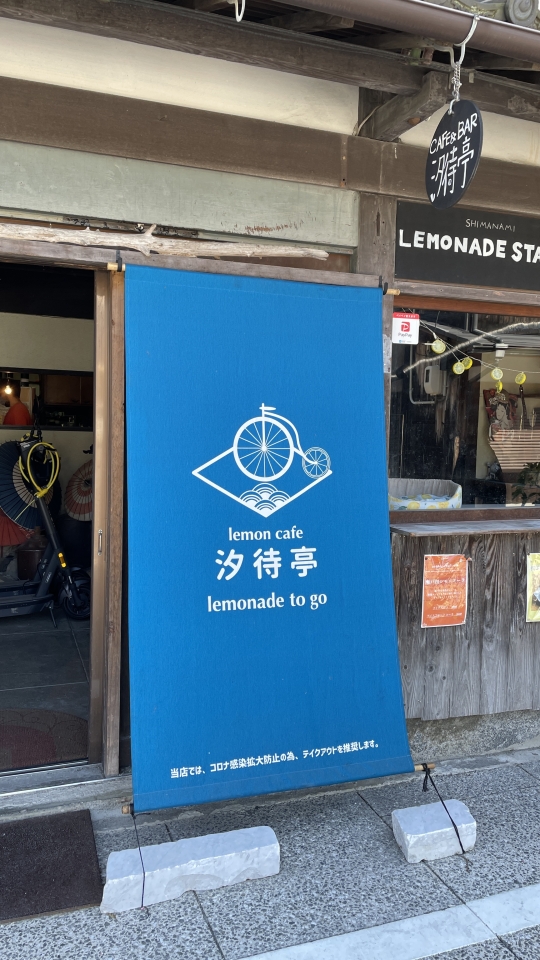 CAFE&BAR
汐待亭
SHIMANAMI
LEMONADE STA
PayPay
lemon cafe
汐待亭
lemonade to go
当店では、コロナ感染拡大防止の為、テイクアウトを推奨します。